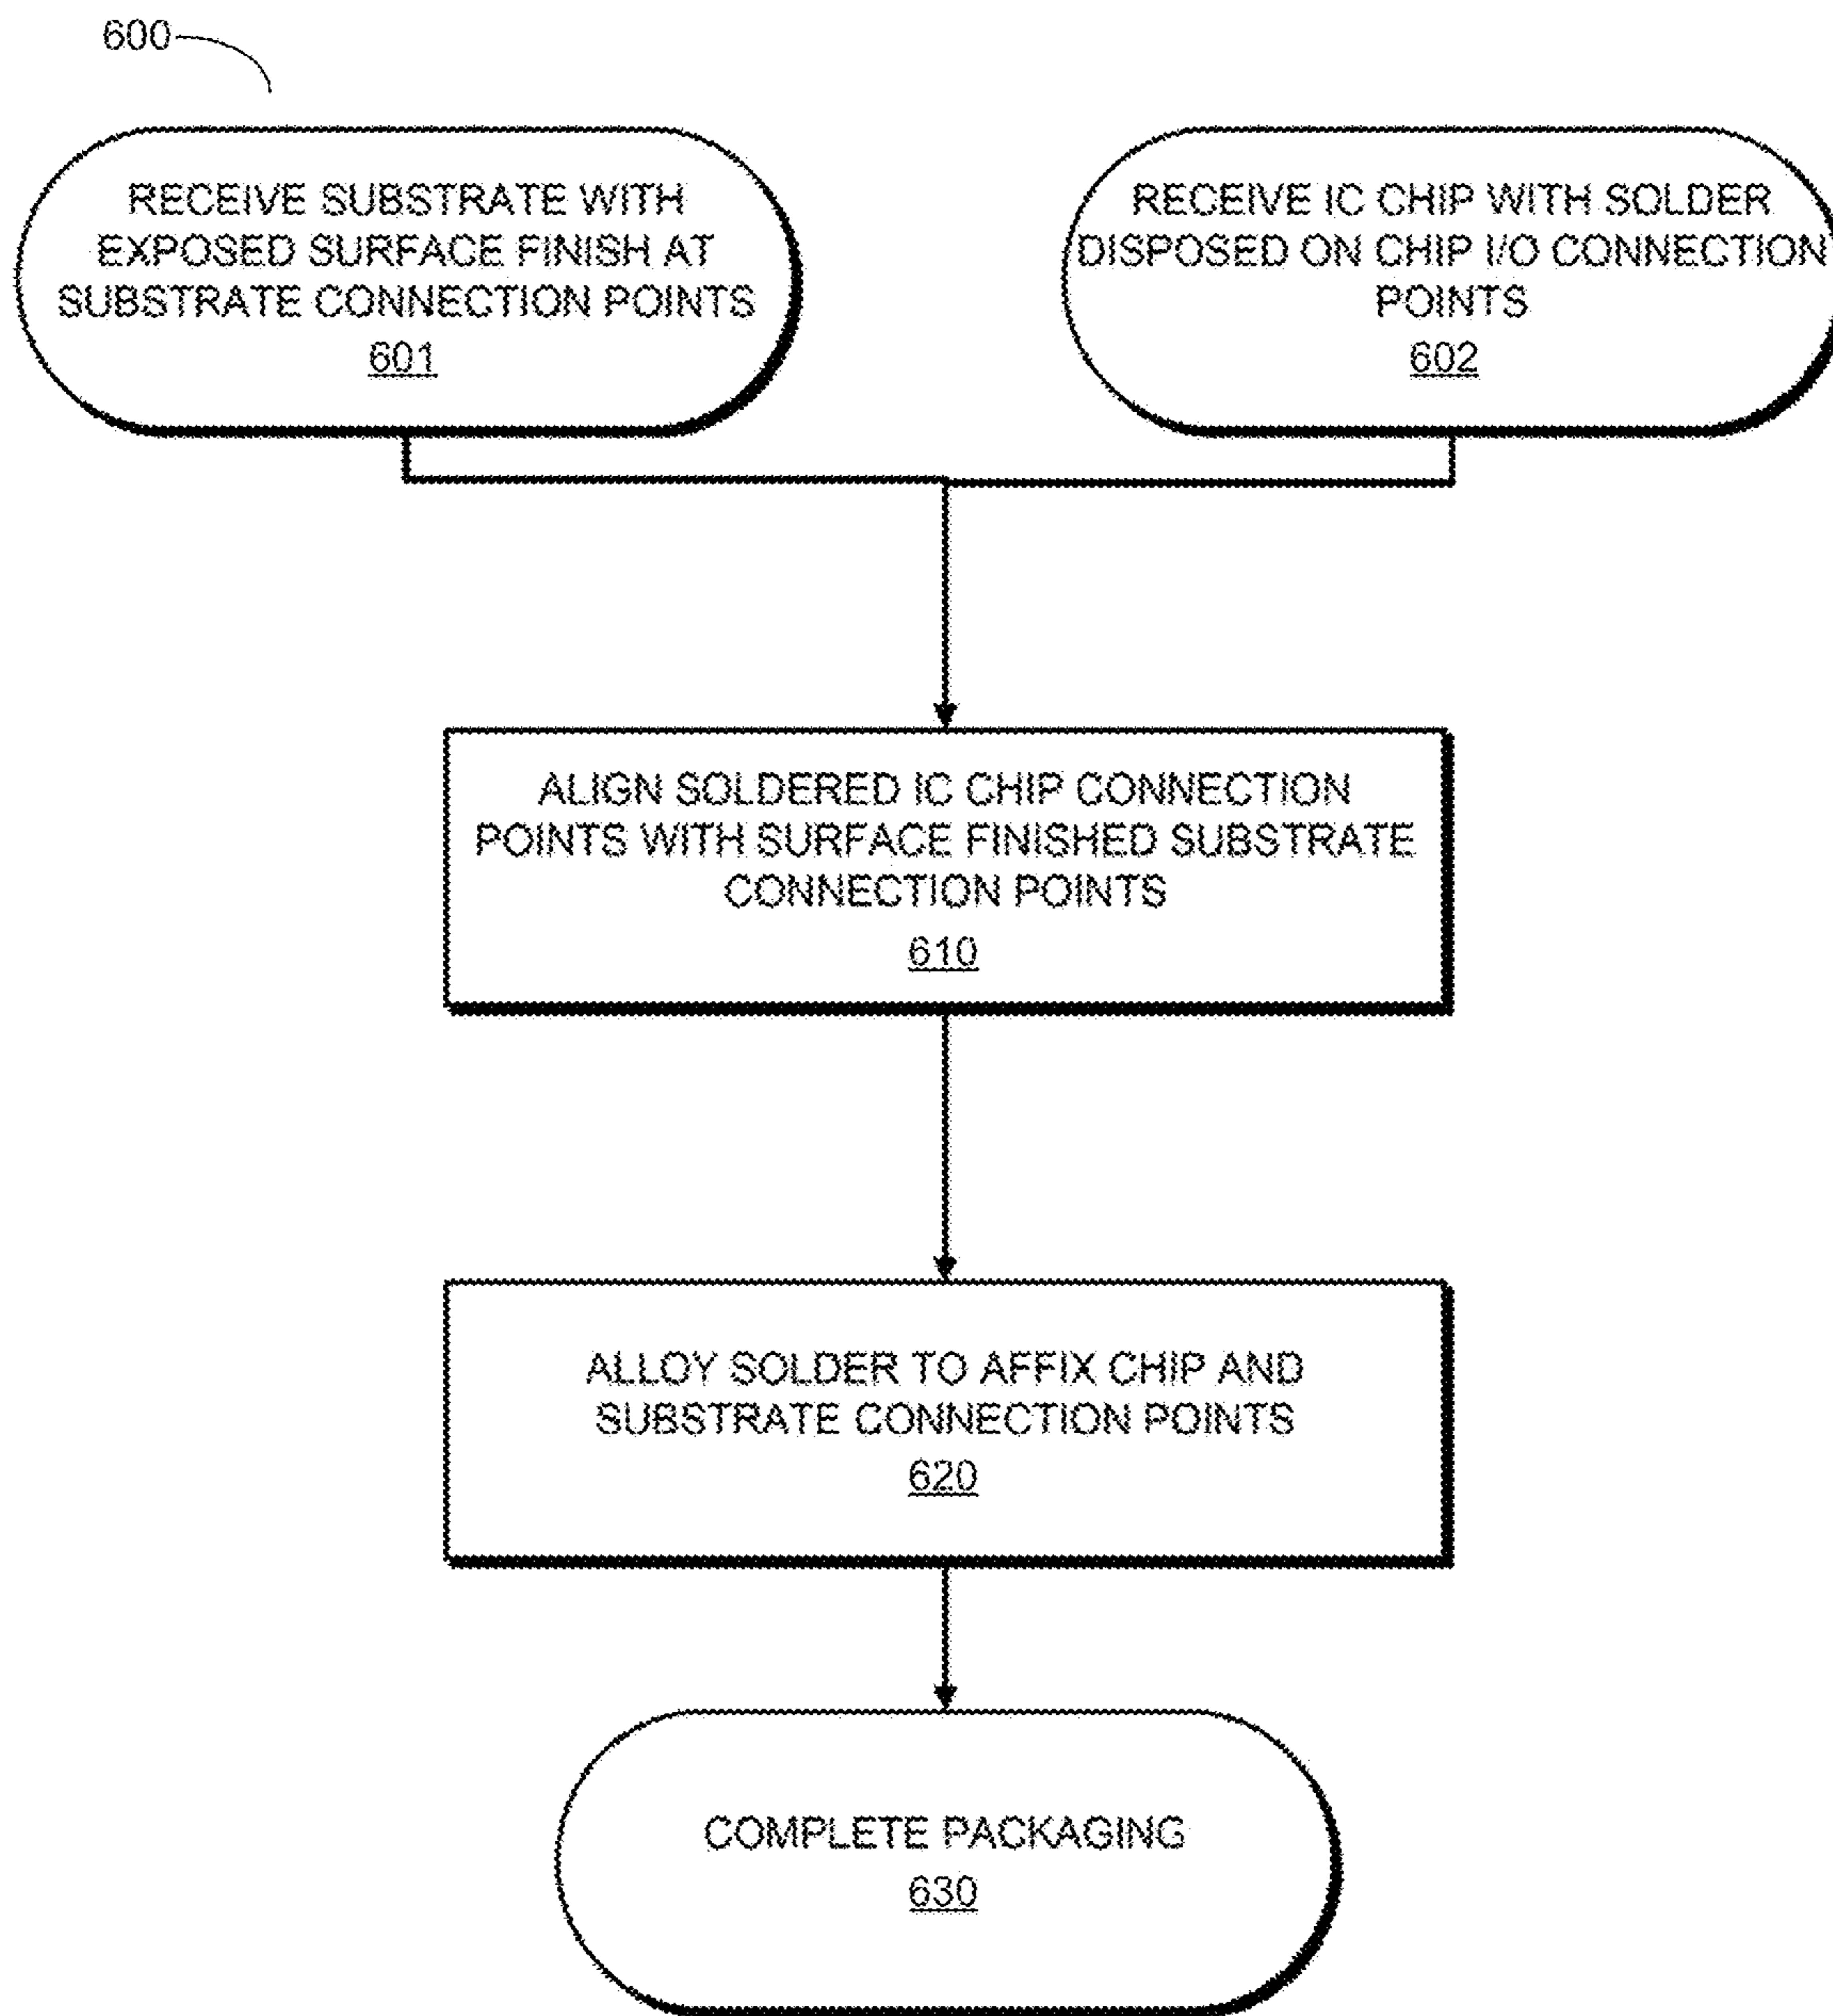 600
RECEIVE SUBSTRATE WITH
EXPOSED SURFACE FINISH AT
SUBSTRATE CONNECTION POINTS
601
RECEIVE IC CHIP WITH SOLDER
DISPOSED ON CHIP I/O CONNECTION
POINTS
602
ALIGN SOLDERED IC CHIP CONNECTION
POINTS WITH SURFACE FINISHED SUBSTRATE
CONNECTION POINTS
610
ALLOY SOLDER TO AFFIX CHIP AND
SUBSTRATE CONNECTION POINTS
620
COMPLETE PACKAGING
630